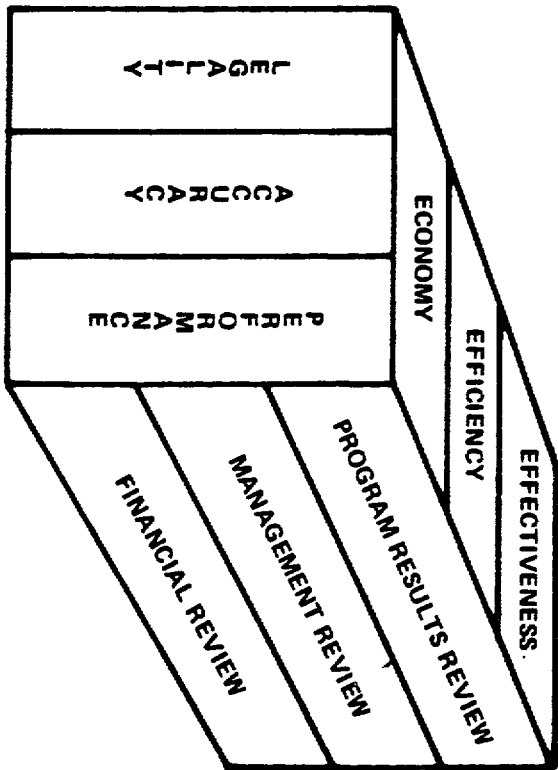 EFFECTIVENESS.
EFFICIENCY
ECONOMY
LEGALITY
ACCURACY
PERFORMANCE
PROGRAM RESULTS REVIEW
MANAGEMENT REVIEW
FINANCIAL REVIEW